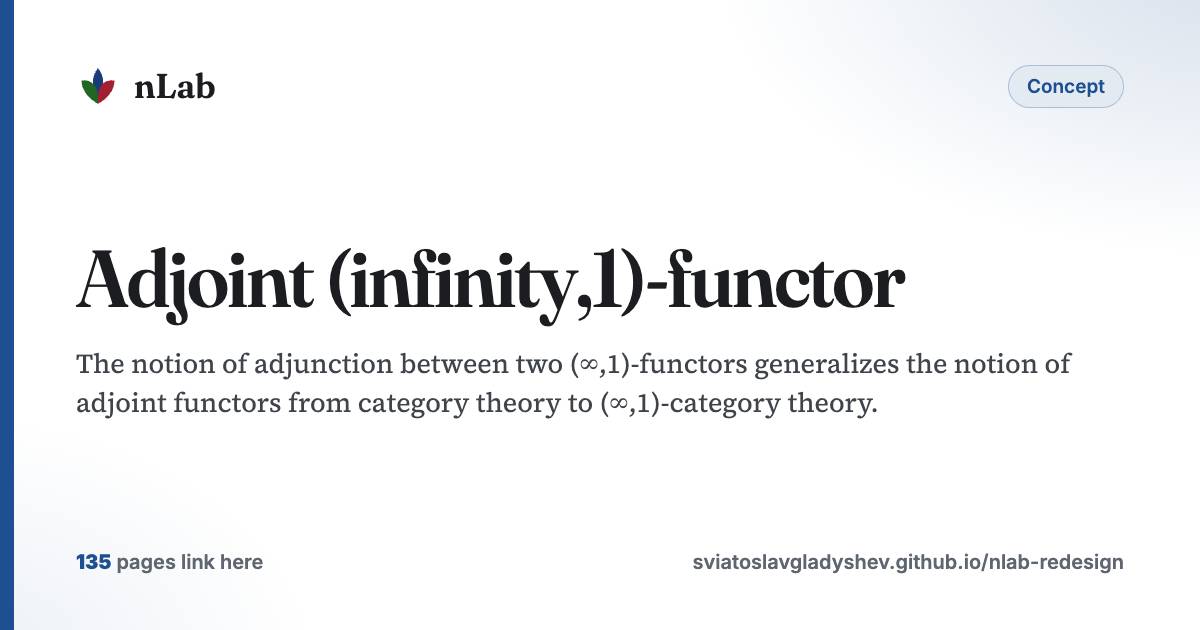 nLab
Concept
Adjoint (infinity,1)-functor
The notion of adjunction between two (∞,1)-functors generalizes the notion of
adjoint functors from category theory to (∞,1)-category theory.
135 pages link here
sviatoslavgladyshev.github.io/nlab-redesign